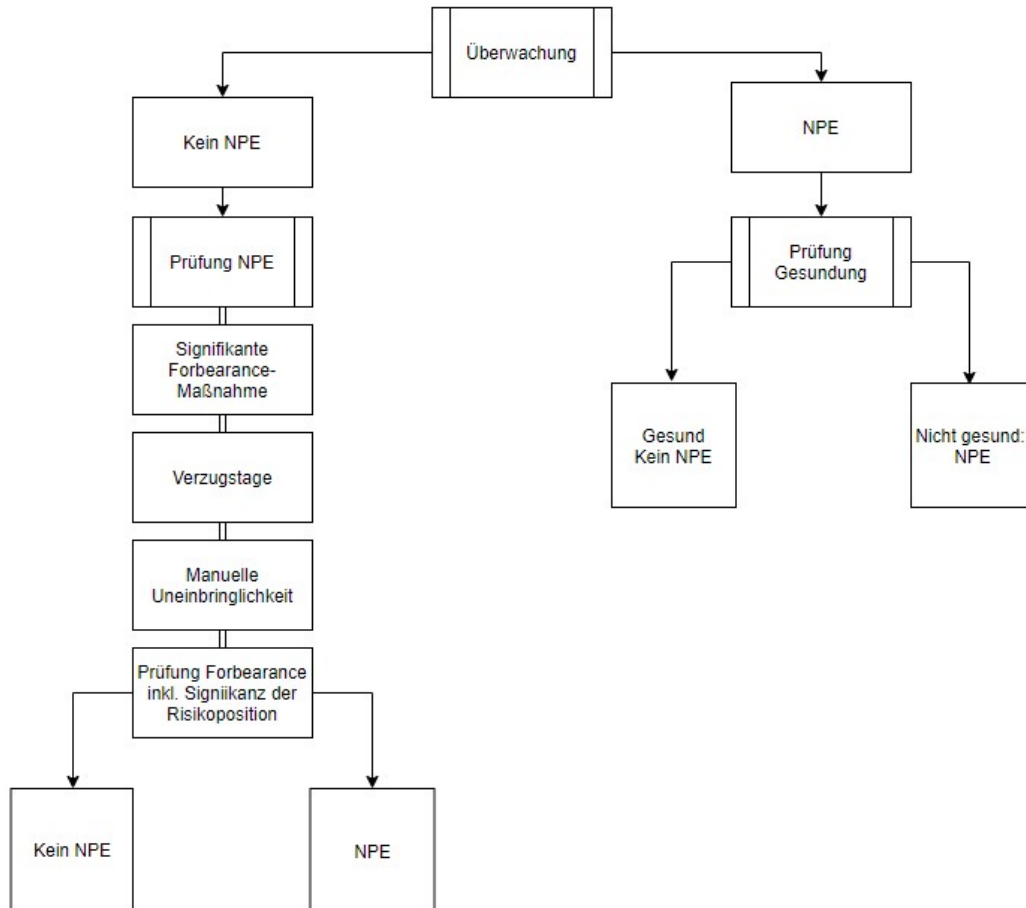 Überwachung
Kein NPE
NPE
Prüfung NPE
Prüfung
Gesundung
Signifikante
Forbearance-
Maßnahme
Gesund
Kein NPE
Nicht gesund:
NPE
Verzugstage
Manuelle
Uneinbringlichkeit
Prüfung Forbearance
inkl. Signiikanz der
Risikoposition
Kein NPE
NPE